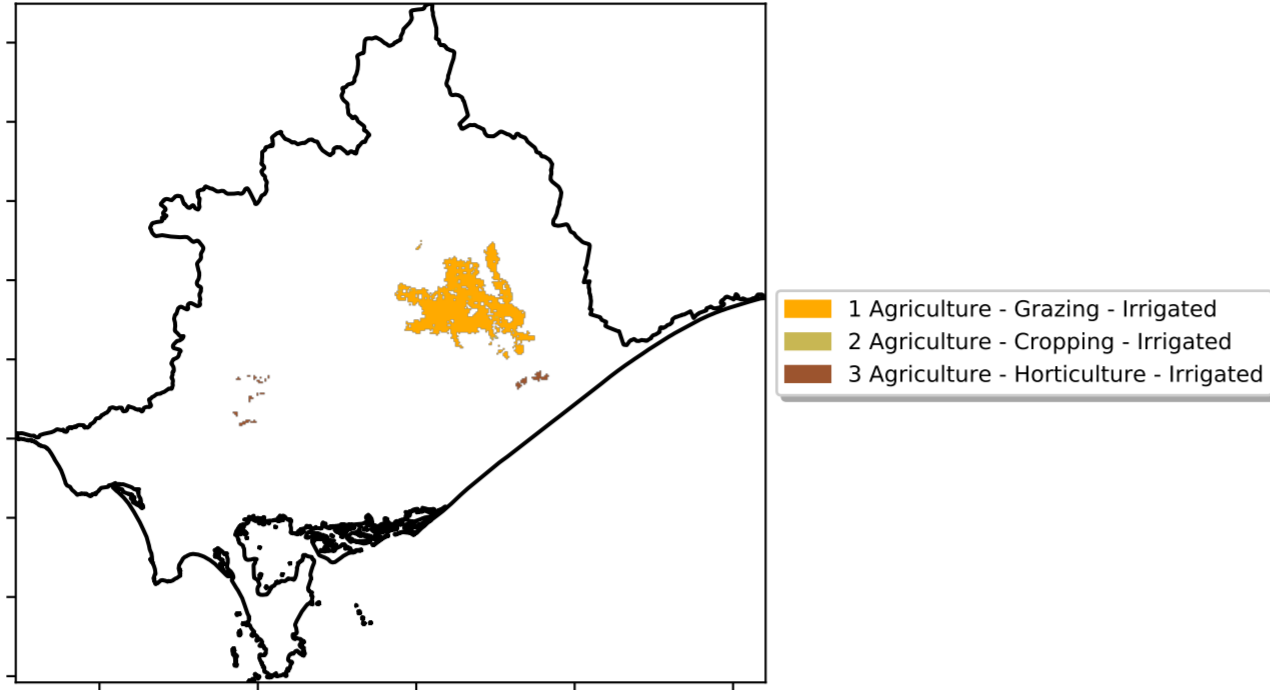 1 Agriculture - Grazing - Irrigated
2 Agriculture - Cropping - Irrigated
3 Agriculture - Horticulture - Irrigated